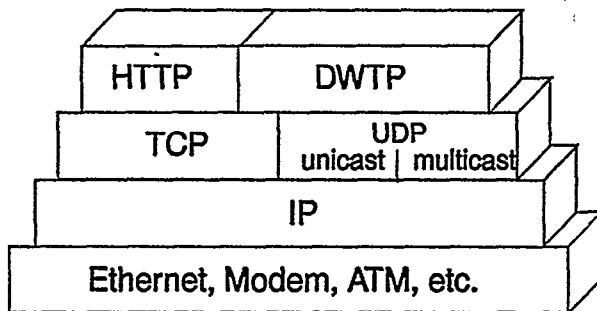 HTTP DWTP
TCP UDP
unicast multicast
IP
Ethernet, Modem, ATM, etc.